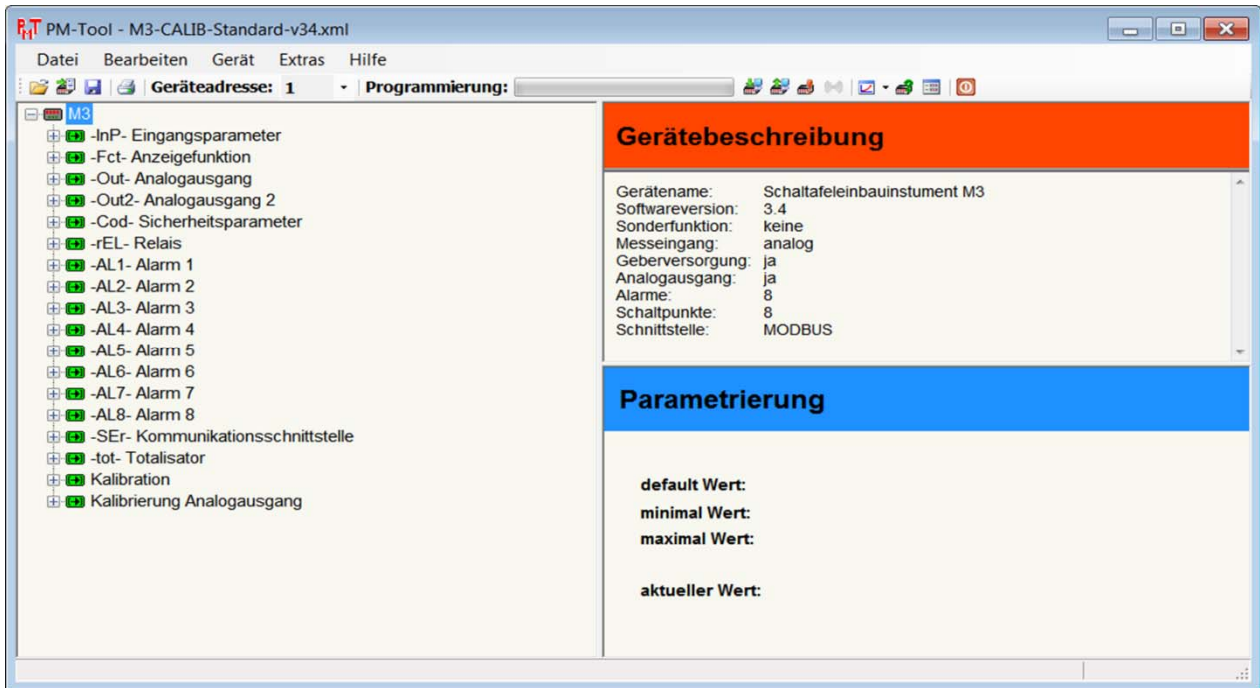 PMT PM-Tool - M3-CALIB-Standard-v34.xml
Datei Bearbeiten Gerät Extras Hilfe
Geräteadresse: 1 Programmierung:
M3
-InP- Eingangsparameter
-Fct- Anzeigefunktion
-Out- Analogausgang
-Out2- Analogausgang 2
-Cod- Sicherheitsparameter
-rEL- Relais
-AL1- Alarm 1
-AL2- Alarm 2
-AL3- Alarm 3
-AL4- Alarm 4
-AL5- Alarm 5
-AL6- Alarm 6
-AL7- Alarm 7
-AL8- Alarm 8
-SEr- Kommunikationsschnittstelle
-tot- Totalisator
Kalibration
Kalibrierung Analogausgang
Gerätebeschreibung
Gerätename: Schaltafeleinbauinstument M3
Softwareversion: 3.4
Sonderfunktion: keine
Messeingang: analog
Geberversorgung: ja
Analogausgang: ja
Alarme: 8
Schaltpunkte: 8
Schnittstelle: MODBUS
Parametrierung
default Wert:
minimal Wert:
maximal Wert:
aktueller Wert: